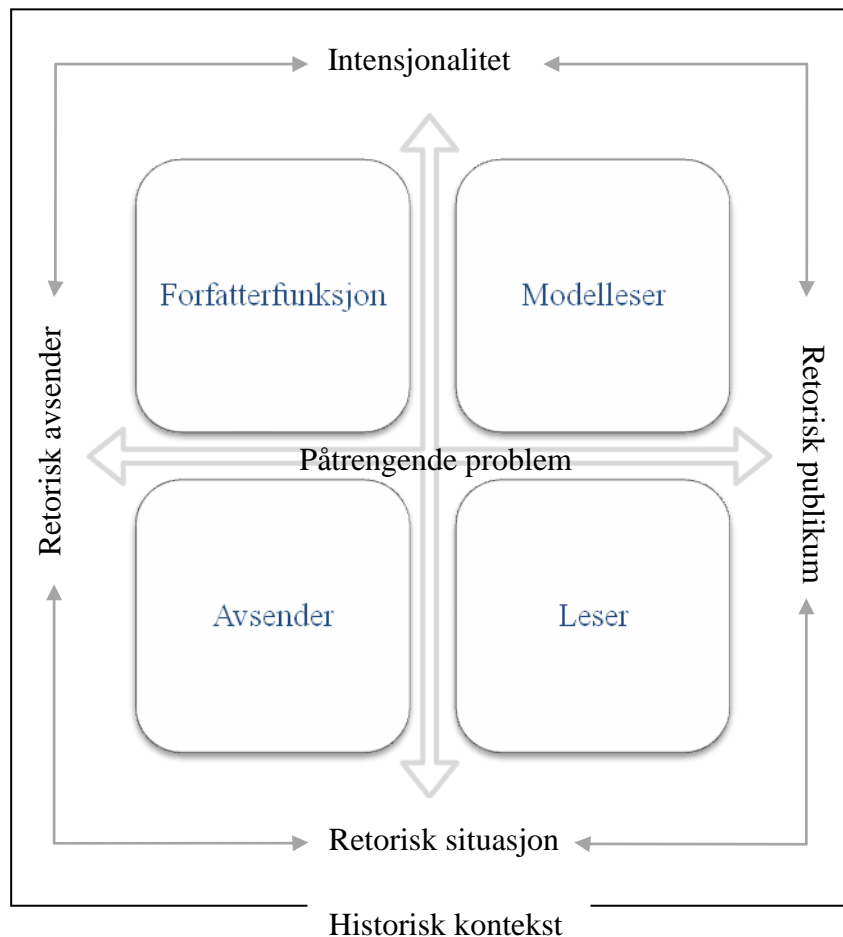 Intensjonalitet
Forfatterfunksjon
Modelleser
Retorisk avsender
Påtrengende problem
Retorisk publikum
Avsender
Leser
Retorisk situasjon
Historisk kontekst